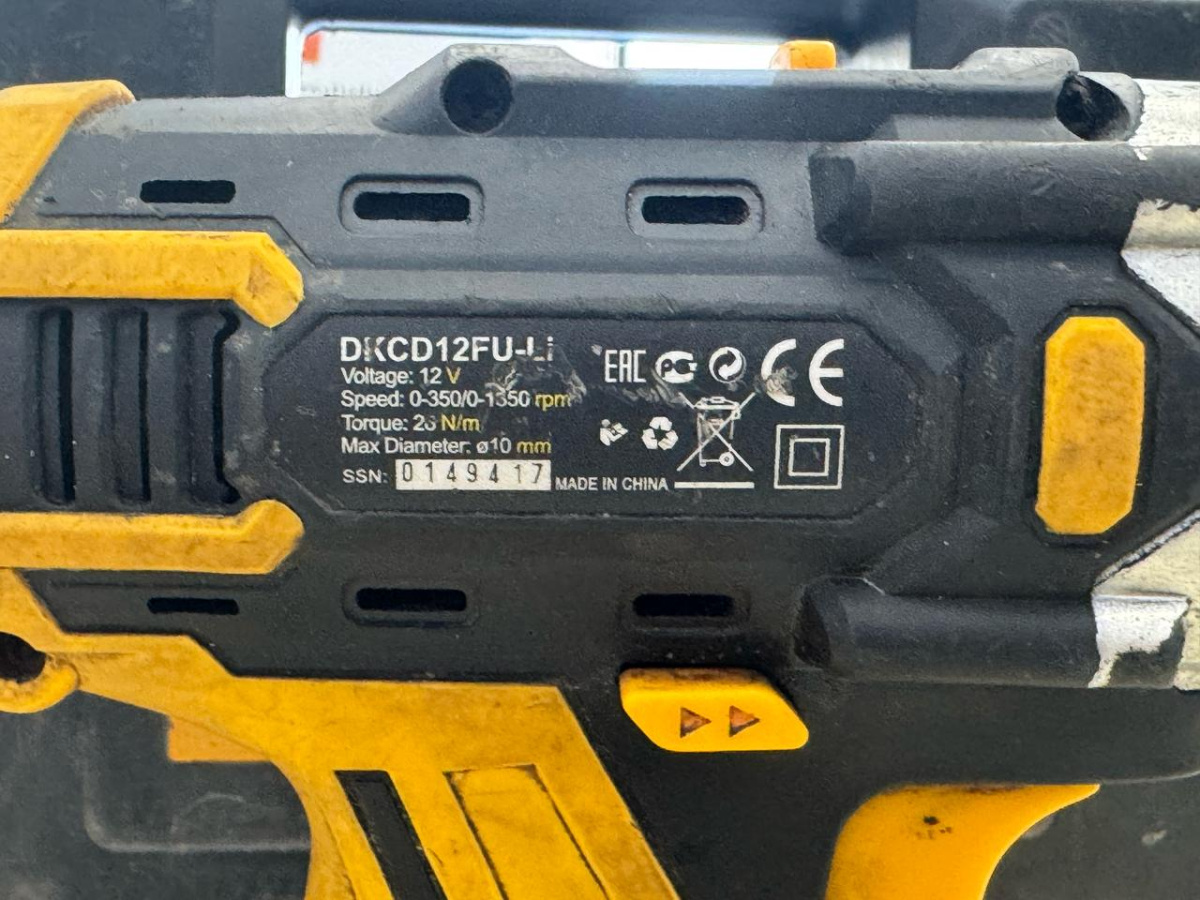 DKCD12FU-Li
Voltage: 12 V
Speed: 0-350/0-1350 rpm
Torque: N/m
Max Diameter: ø10 mm
SSN: 0149417
MADE IN CHINA
EAC PG CE